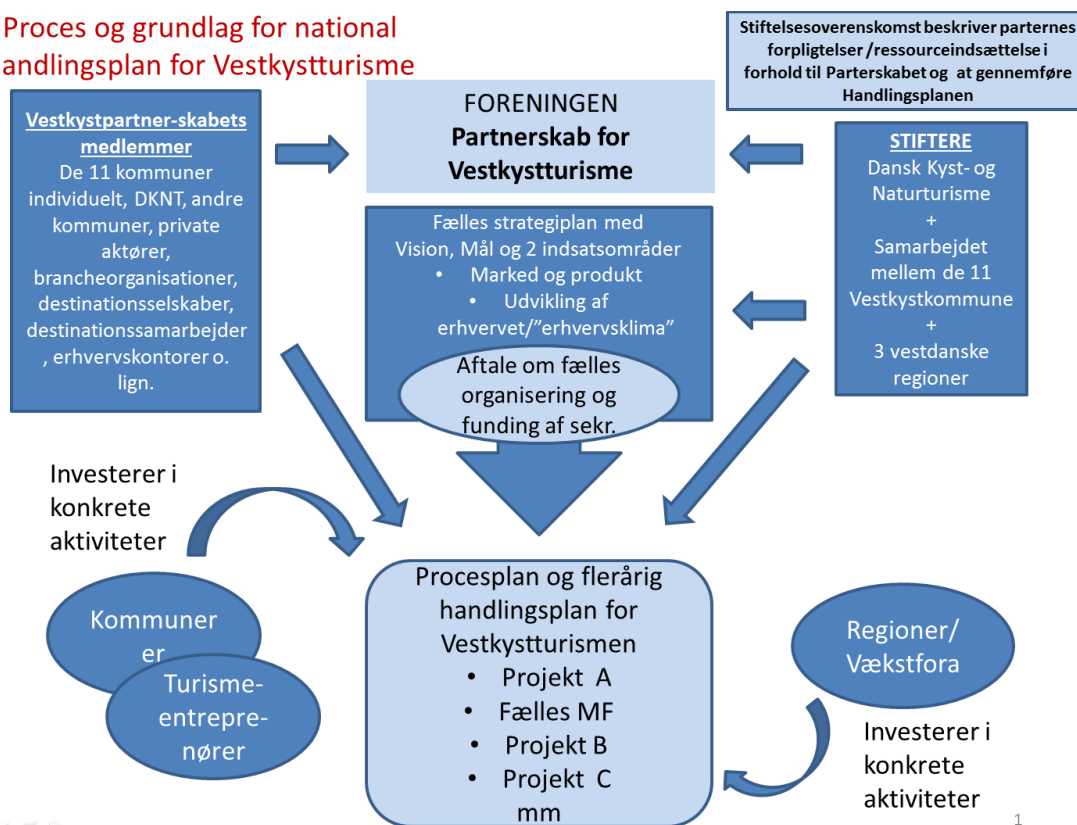 Proces og grundlag for national
andlingsplan for Vestkystturisme
Stiftelsesoverenskomst beskriver parternes
forpligtelser /ressourceindsættelse i
forhold til Parterskabet og at gennemføre
Handlingsplanen
Vestkystpartner-skabets
medlemmer
De 11 kommuner
individuelt, DKNT, andre
kommuner, private
aktører,
brancheorganisationer,
destinationsselskaber,
destinationssamarbejder
, erhvervskontorer o.
lign.
FORENINGEN
Partnerskab for
Vestkystturisme
STIFTERE
Dansk Kyst- og
Naturturisme
+
Samarbejdet
mellem de 11
Vestkystkommune
+
3 vestdanske
regioner
Fælles strategiplan med
Vision, Mål og 2 indsatsområder
• Marked og produkt
• Udvikling af
erhvervet/”erhvervsklima”
Aftale om fælles
organisering og
funding af sekr.
Investerer i
konkrete
aktiviteter
Kommuner
er
Turisme-
entrepre-
nører
Procesplan og flerårig
handlingsplan for
Vestkystturismen
• Projekt A
• Fælles MF
• Projekt B
• Projekt C
mm
Regioner/
Vækstfora
Investerer i
konkrete
aktiviteter
1